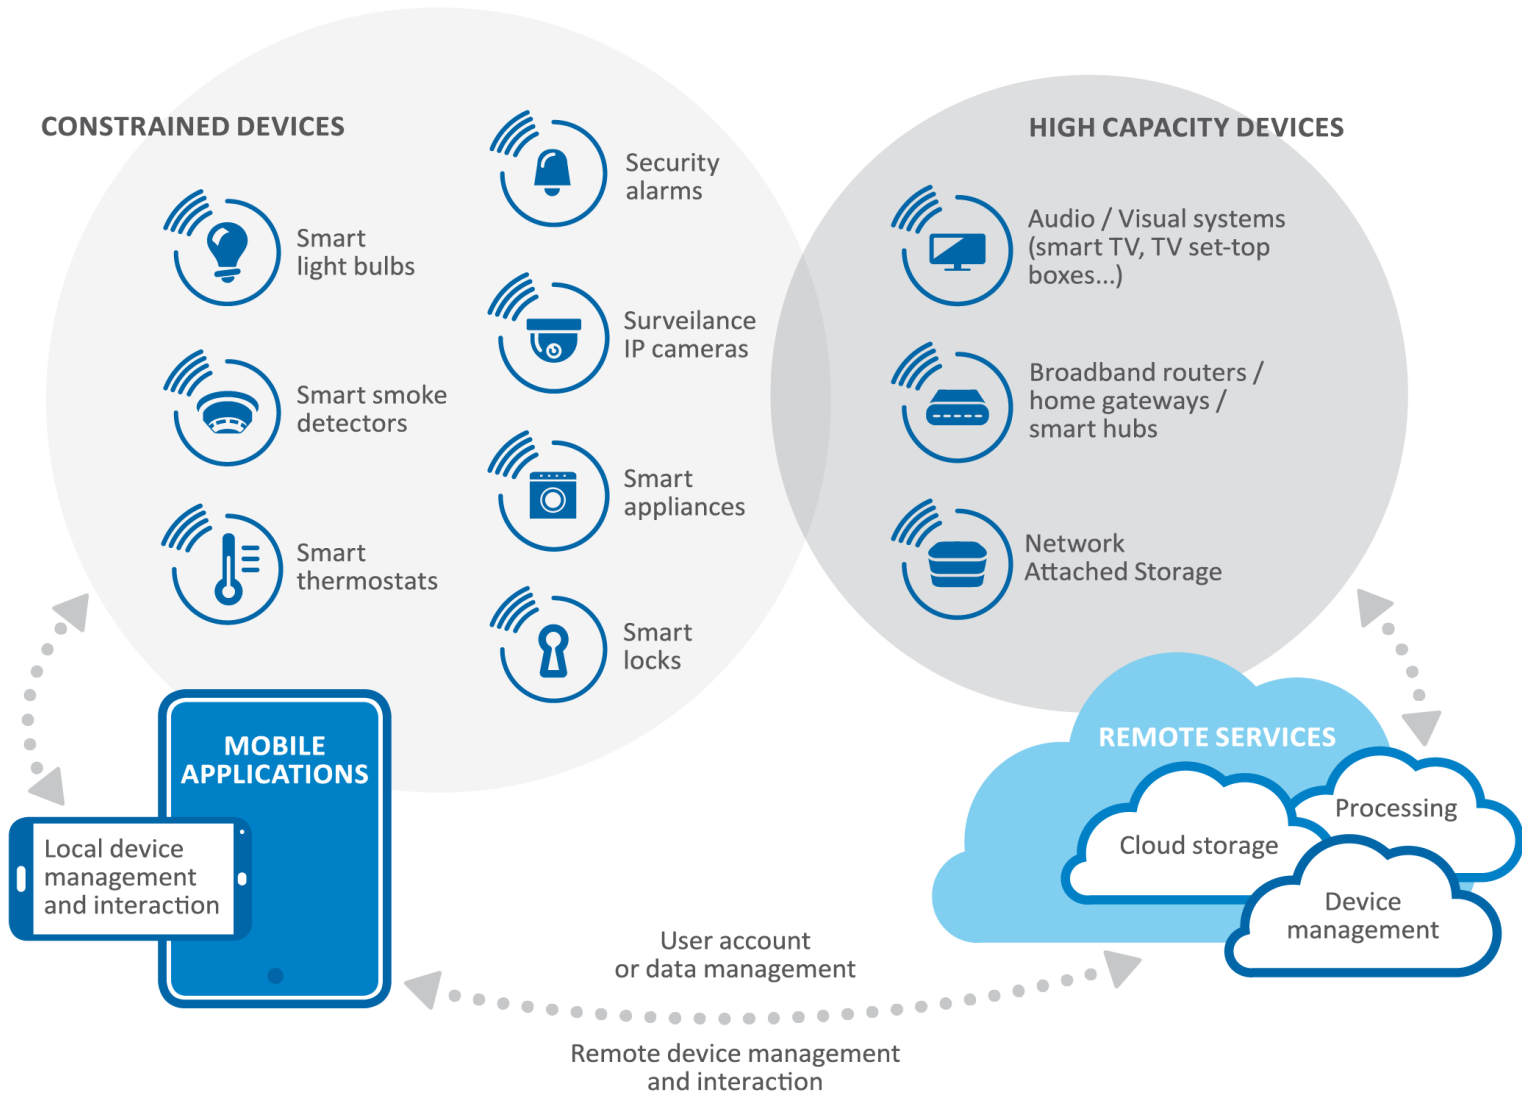 CONSTRAINED DEVICES
Smart
light bulbs
Smart smoke
detectors
Smart
thermostats
Security
alarms
Surveilance
IP cameras
Smart
appliances
Smart
locks
HIGH CAPACITY DEVICES
Audio / Visual systems
(smart TV, TV set-top
boxes...)
Broadband routers /
home gateways /
smart hubs
Network
Attached Storage
MOBILE
APPLICATIONS
Local device
management
and interaction
REMOTE SERVICES
Cloud storage
Processing
Device
management
User account
or data management
Remote device management
and interaction